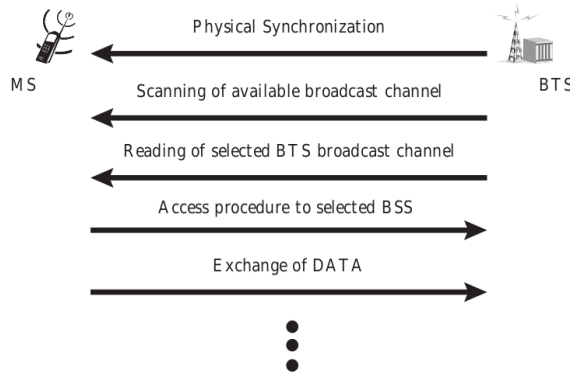 Physical Synchronization
MS
BTS
Scanning of available broadcast channel
Reading of selected BTS broadcast channel
Access procedure to selected BSS
Exchange of DATA